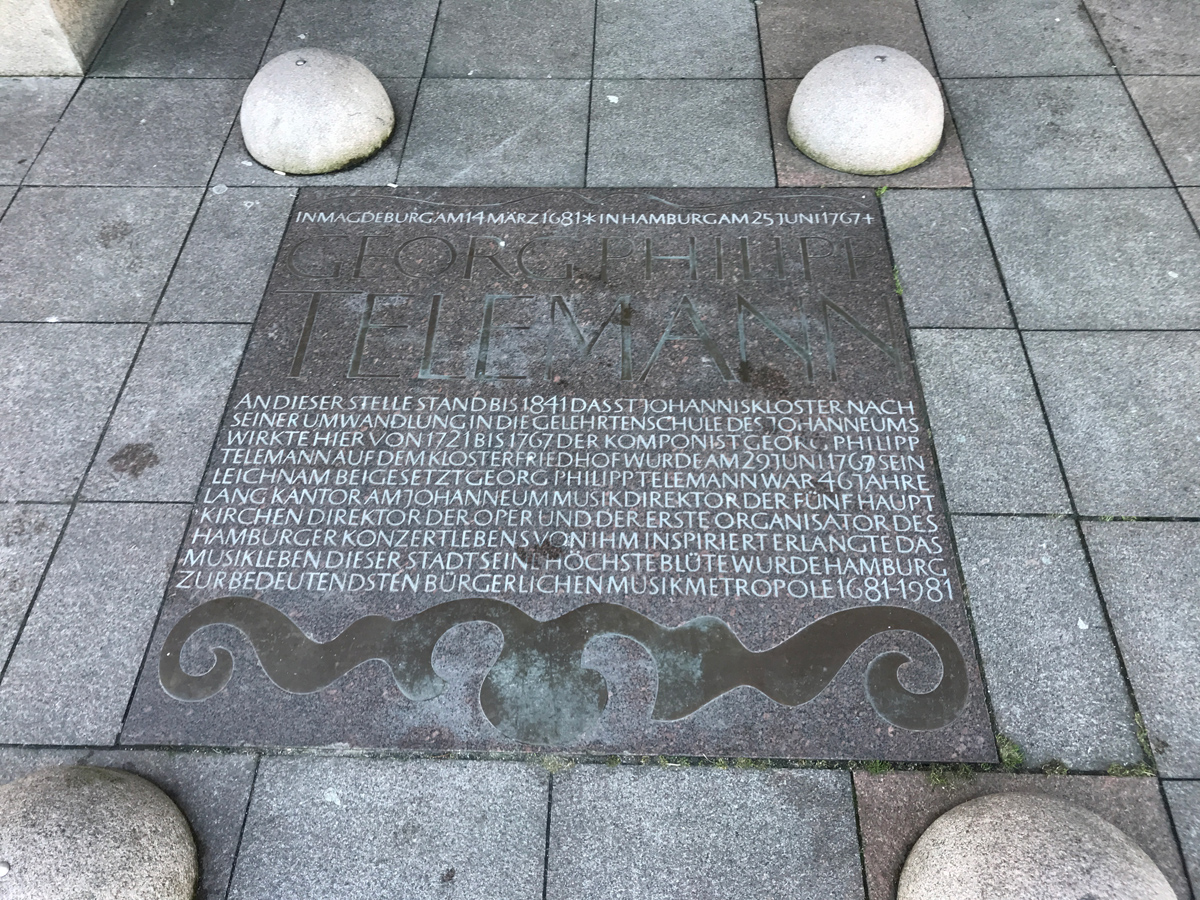 IN MAGDEBURG AM 14 MÄRZ 1681 * IN HAMBURG AM 25 JUNI 1767 +
GEORG PHILIPP
TELEMANN
AN DIESER STELLE STAND BIS 1841 DAS ST JOHANNISKLOSTER NACH
SEINER UMWANDLUNG IN DIE GELEHRTENSCHULE DES JOHANNEUMS
WIRKTE HIER VON 1721 BIS 1767 DER KOMPONIST GEORG PHILIPP
TELEMANN AUF DEM KLOSTERFRIEDHOF WURDE AM 29 JUNI 1767 SEIN
LEICHNAM BEIGESETZT GEORG PHILIPP TELEMANN WAR 46 JAHRE
LANG KANTOR AM JOHANNEUM MUSIKDIREKTOR DER FÜNF HAUPT
KIRCHEN DIREKTOR DER OPER UND DER ERSTE ORGANISATOR DES
HAMBURGER KONZERTLEBENS VON IHM INSPIRIERT ERLANGTE DAS
MUSIKLEBEN DIESER STADT SEINE HÖCHSTE BLÜTE WURDE HAMBURG
ZUR BEDEUTENDSTEN BÜRGERLICHEN MUSIKMETROPOLE 1681-1981